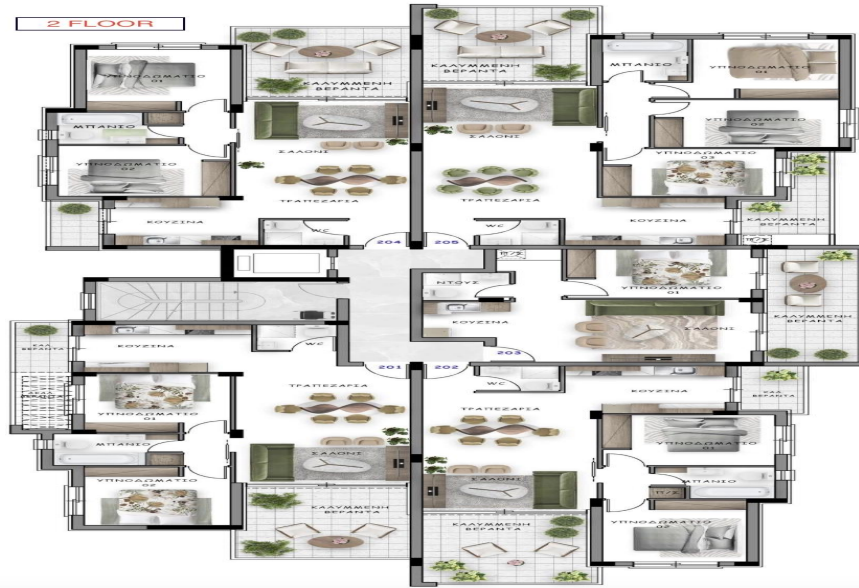 2 FLOOR
ΚΑΛΥΜΜΕΝΗ
ΒΕΡΑΝΤΑ
ΚΑΛΥΜΜΕΝΗ
ΒΕΡΑΝΤΑ
ΥΠΝΟΔΩΜΑΤΙΟ
01
ΜΠΑΝΙΟ
ΥΠΝΟΔΩΜΑΤΙΟ
02
ΣΑΛΟΝΙ
ΤΡΑΠΕΖΑΡΙΑ
ΚΟΥΖΙΝΑ
WC
204
ΜΠΑΝΙΟ
ΥΠΝΟΔΩΜΑΤΙΟ
01
ΥΠΝΟΔΩΜΑΤΙΟ
02
ΥΠΝΟΔΩΜΑΤΙΟ
03
ΣΑΛΟΝΙ
ΤΡΑΠΕΖΑΡΙΑ
ΚΟΥΖΙΝΑ
ΚΑΛΥΜΜΕΝΗ
ΒΕΡΑΝΤΑ
WC
205
ΝΤΟΥΣ
ΥΠΝΟΔΩΜΑΤΙΟ
01
ΚΟΥΖΙΝΑ
ΣΑΛΟΝΙ
ΚΑΛΥΜΜΕΝΗ
ΒΕΡΑΝΤΑ
203
ΚΟΥΖΙΝΑ
WC
201
ΤΡΑΠΕΖΑΡΙΑ
ΥΠΝΟΔΩΜΑΤΙΟ
01
ΜΠΑΝΙΟ
ΣΑΛΟΝΙ
ΥΠΝΟΔΩΜΑΤΙΟ
02
ΚΑΛΥΜΜΕΝΗ
ΒΕΡΑΝΤΑ
202
WC
ΚΟΥΖΙΝΑ
ΚΑΛ.
ΒΕΡΑΝΤΑ
ΤΡΑΠΕΖΑΡΙΑ
ΥΠΝΟΔΩΜΑΤΙΟ
01
ΣΑΛΟΝΙ
ΜΠΑΝΙΟ
ΥΠΝΟΔΩΜΑΤΙΟ
02
ΚΑΛΥΜΜΕΝΗ
ΒΕΡΑΝΤΑ